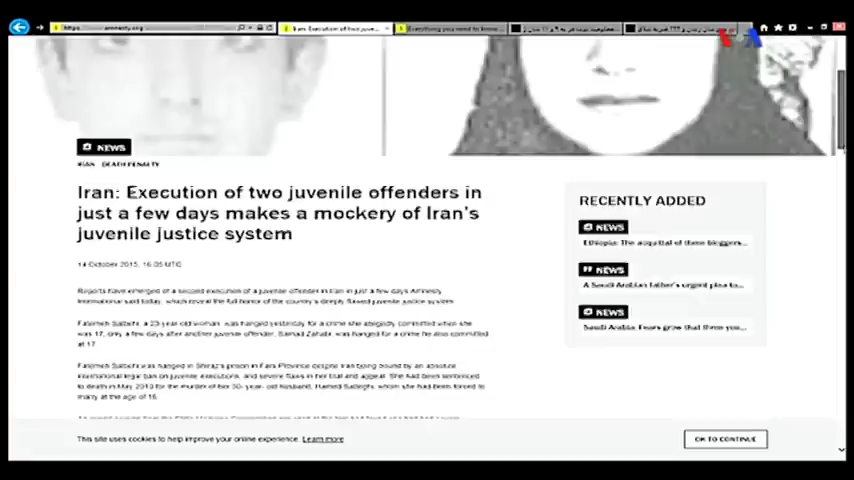 VOA
NEWS
IRAN DEATH PENALTY
Iran: Execution of two juvenile offenders in
just a few days makes a mockery of Iran's
juvenile justice system
14 October 2015, 16:05 UTC
Reports have emerged of a second execution of a juvenile offender in Iran in just a few days Amnesty
International said today, which reveal the full horror of the country's deeply flawed juvenile justice system
Fatemeh Salbehi, a 23-year-old woman, was hanged yesterday for a crime she allegedly committed when she
was 17, only a few days after another juvenile offender, Samad Zahabi, was hanged for a crime he also committed
at 17
Fatemeh Salbehi was hanged in Shiraz's prison in Fars Province despite Iran being bound by an absolute
international legal ban on juvenile executions, and severe flaws in her trial and appeal. She had been sentenced
to death in May 2010 for the murder of her 30-year-old husband, Hamed Sadeghi, whom she had been forced to
marry at the age of 16
RECENTLY ADDED
NEWS
Ethiopia: The acquittal of these bloggers...
NEWS
A Saudi Arabian father's urgent plea to...
NEWS
Saudi Arabia: Fears grow that three you...
This site uses cookies to help improve your online experience. Learn more
OK TO CONTINUE